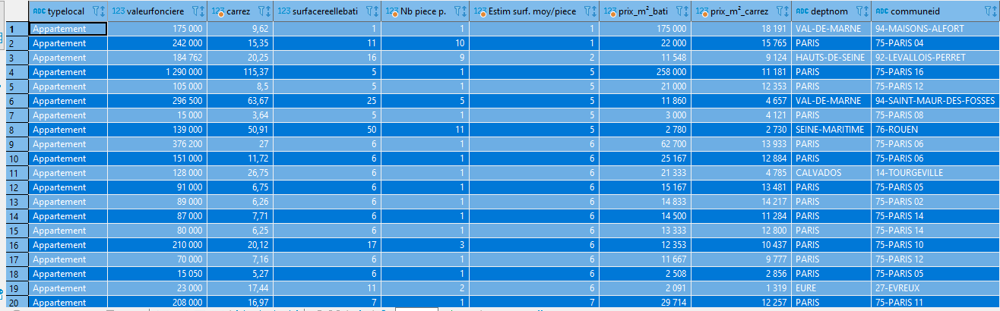 ABC typelocal 123 valeurfonciere 123 carrez 123 surfacereellebati 123 Nb piece p. 123 Estim surf. moy/piece 123 prix_m²_bati 123 prix_m²_carrez ABC deptnom ABC communeid
1 Appartement 175 000 9,62 1 1 1 175 000 18 191 VAL-DE-MARNE 94-MAISONS-ALFORT
2 Appartement 242 000 15,35 11 10 1 22 000 15 765 PARIS 75-PARIS 04
3 Appartement 184 762 20,25 16 9 2 11 548 9 124 HAUTS-DE-SEINE 92-LEVALLOIS-PERRET
4 Appartement 1 290 000 115,37 5 1 5 258 000 11 181 PARIS 75-PARIS 16
5 Appartement 105 000 8,5 5 1 5 21 000 12 353 PARIS 75-PARIS 12
6 Appartement 296 500 63,67 25 5 5 11 860 4 657 VAL-DE-MARNE 94-SAINT-MAUR-DES-FOSSES
7 Appartement 15 000 3,64 5 1 5 3 000 4 121 PARIS 75-PARIS 08
8 Appartement 139 000 50,91 50 11 5 2 780 2 730 SEINE-MARITIME 76-ROUEN
9 Appartement 376 200 27 6 1 6 62 700 13 933 PARIS 75-PARIS 06
10 Appartement 151 000 11,72 6 1 6 25 167 12 884 PARIS 75-PARIS 06
11 Appartement 128 000 26,75 6 1 6 21 333 4 785 CALVADOS 14-TOURGEVILLE
12 Appartement 91 000 6,75 6 1 6 15 167 13 481 PARIS 75-PARIS 05
13 Appartement 89 000 6,26 6 1 6 14 833 14 217 PARIS 75-PARIS 02
14 Appartement 87 000 7,71 6 1 6 14 500 11 284 PARIS 75-PARIS 14
15 Appartement 80 000 6,25 6 1 6 13 333 12 800 PARIS 75-PARIS 14
16 Appartement 210 000 20,12 17 3 6 12 353 10 437 PARIS 75-PARIS 10
17 Appartement 70 000 7,16 6 1 6 11 667 9 777 PARIS 75-PARIS 12
18 Appartement 15 050 5,27 6 1 6 2 508 2 856 PARIS 75-PARIS 05
19 Appartement 23 000 17,44 11 2 6 2 091 1 319 EURE 27-EVREUX
20 Appartement 208 000 16,97 7 1 7 29 714 12 257 PARIS 75-PARIS 11